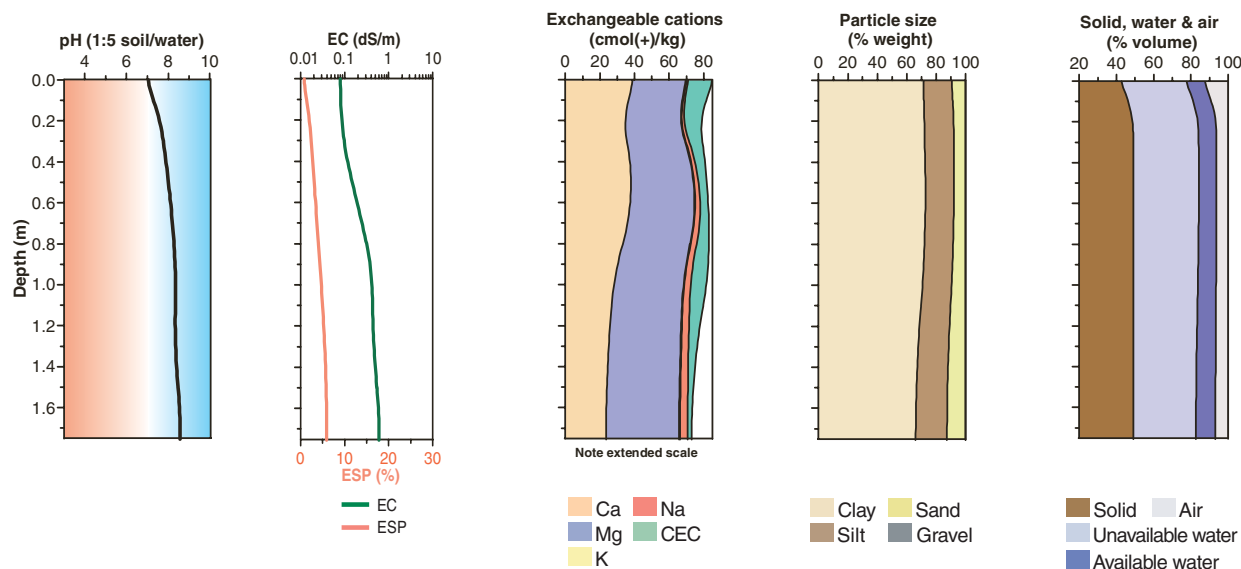 pH (1:5 soil/water)
4 6 8 10
EC (dS/m)
0.01 0.1 1 10
Exchangeable cations
(cmol(+)/kg)
0 20 40 60 80
Particle size
(% weight)
0 20 40 60 80 100
Solid, water & air
(% volume)
20 40 60 80 100
Depth (m)
0.0
0.2
0.4
0.6
0.8
1.0
1.2
1.4
1.6
0 10 20 30
ESP (%)
EC
ESP
Note extended scale
Ca
Na
Mg
CEC
K
Clay
Sand
Silt
Gravel
Solid
Air
Unavailable water
Available water